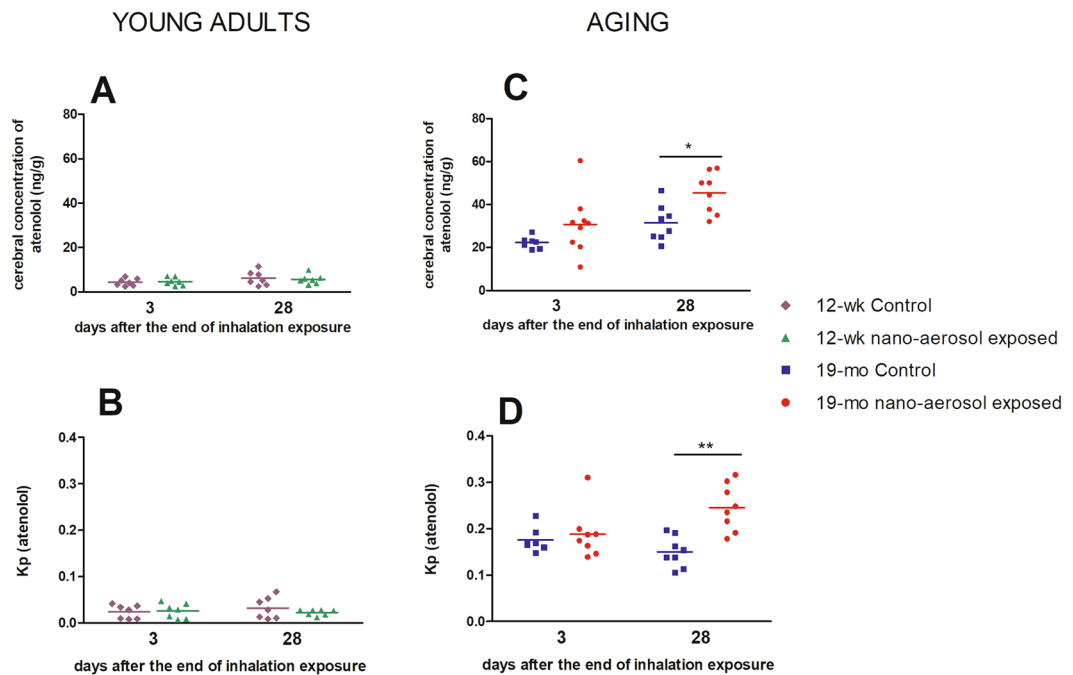 YOUNG ADULTS
AGING
A
cerebral concentration of
atenolol (ng/g)
80
60
40
20
0
3
28
days after the end of inhalation exposure
C
cerebral concentration of
atenolol (ng/g)
80
60
40
20
0
*
3
28
days after the end of inhalation exposure
12-wk Control
12-wk nano-aerosol exposed
19-mo Control
19-mo nano-aerosol exposed
B
Kp (atenolol)
0.4
0.3
0.2
0.1
0.0
3
28
days after the end of inhalation exposure
D
Kp (atenolol)
0.4
0.3
0.2
0.1
0.0
**
3
28
days after the end of inhalation exposure